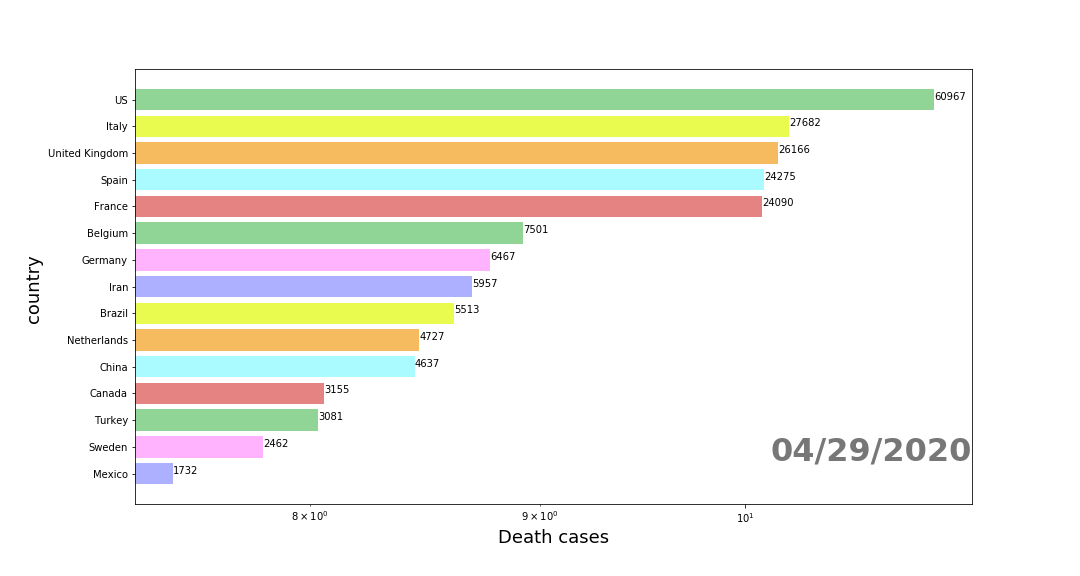 US 60967
Italy 27682
United Kingdom 26166
Spain 24275
France 24090
Belgium 7501
Germany 6467
Iran 5957
Brazil 5513
Netherlands 4727
China 4637
Canada 3155
Turkey 3081
Sweden 2462
Mexico 1732
country
04/29/2020
8 × 10⁰ 9 × 10⁰ 10¹
Death cases